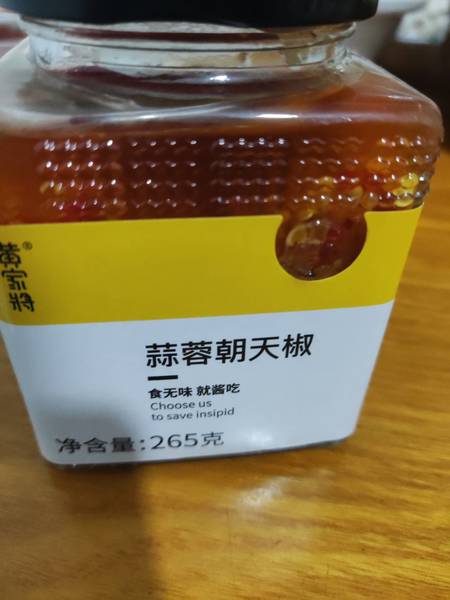 黄家将®
蒜蓉朝天椒
食无味 就酱吃
Choose us
to save insipid
净含量:265克